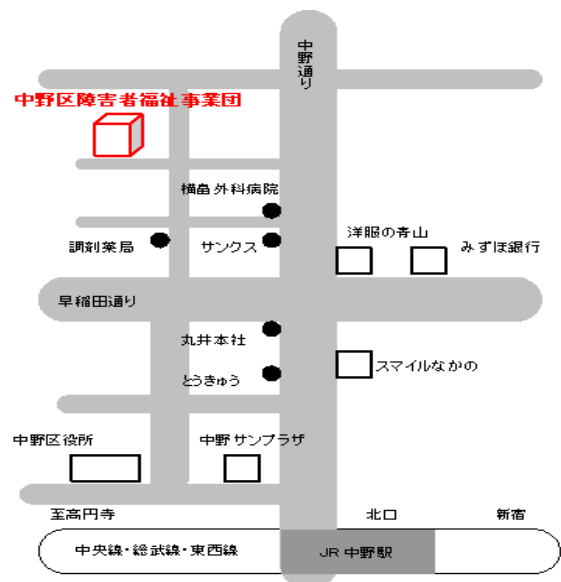 中野通り
中野区障害者福祉事業団
横畠外科病院
調剤薬局
サンクス
洋服の青山
みずほ銀行
早稲田通り
丸井本社
とうきゅう
スマイルなかの
中野区役所
中野サンプラザ
至高円寺
北口
新宿
中央線・総武線・東西線
JR中野駅